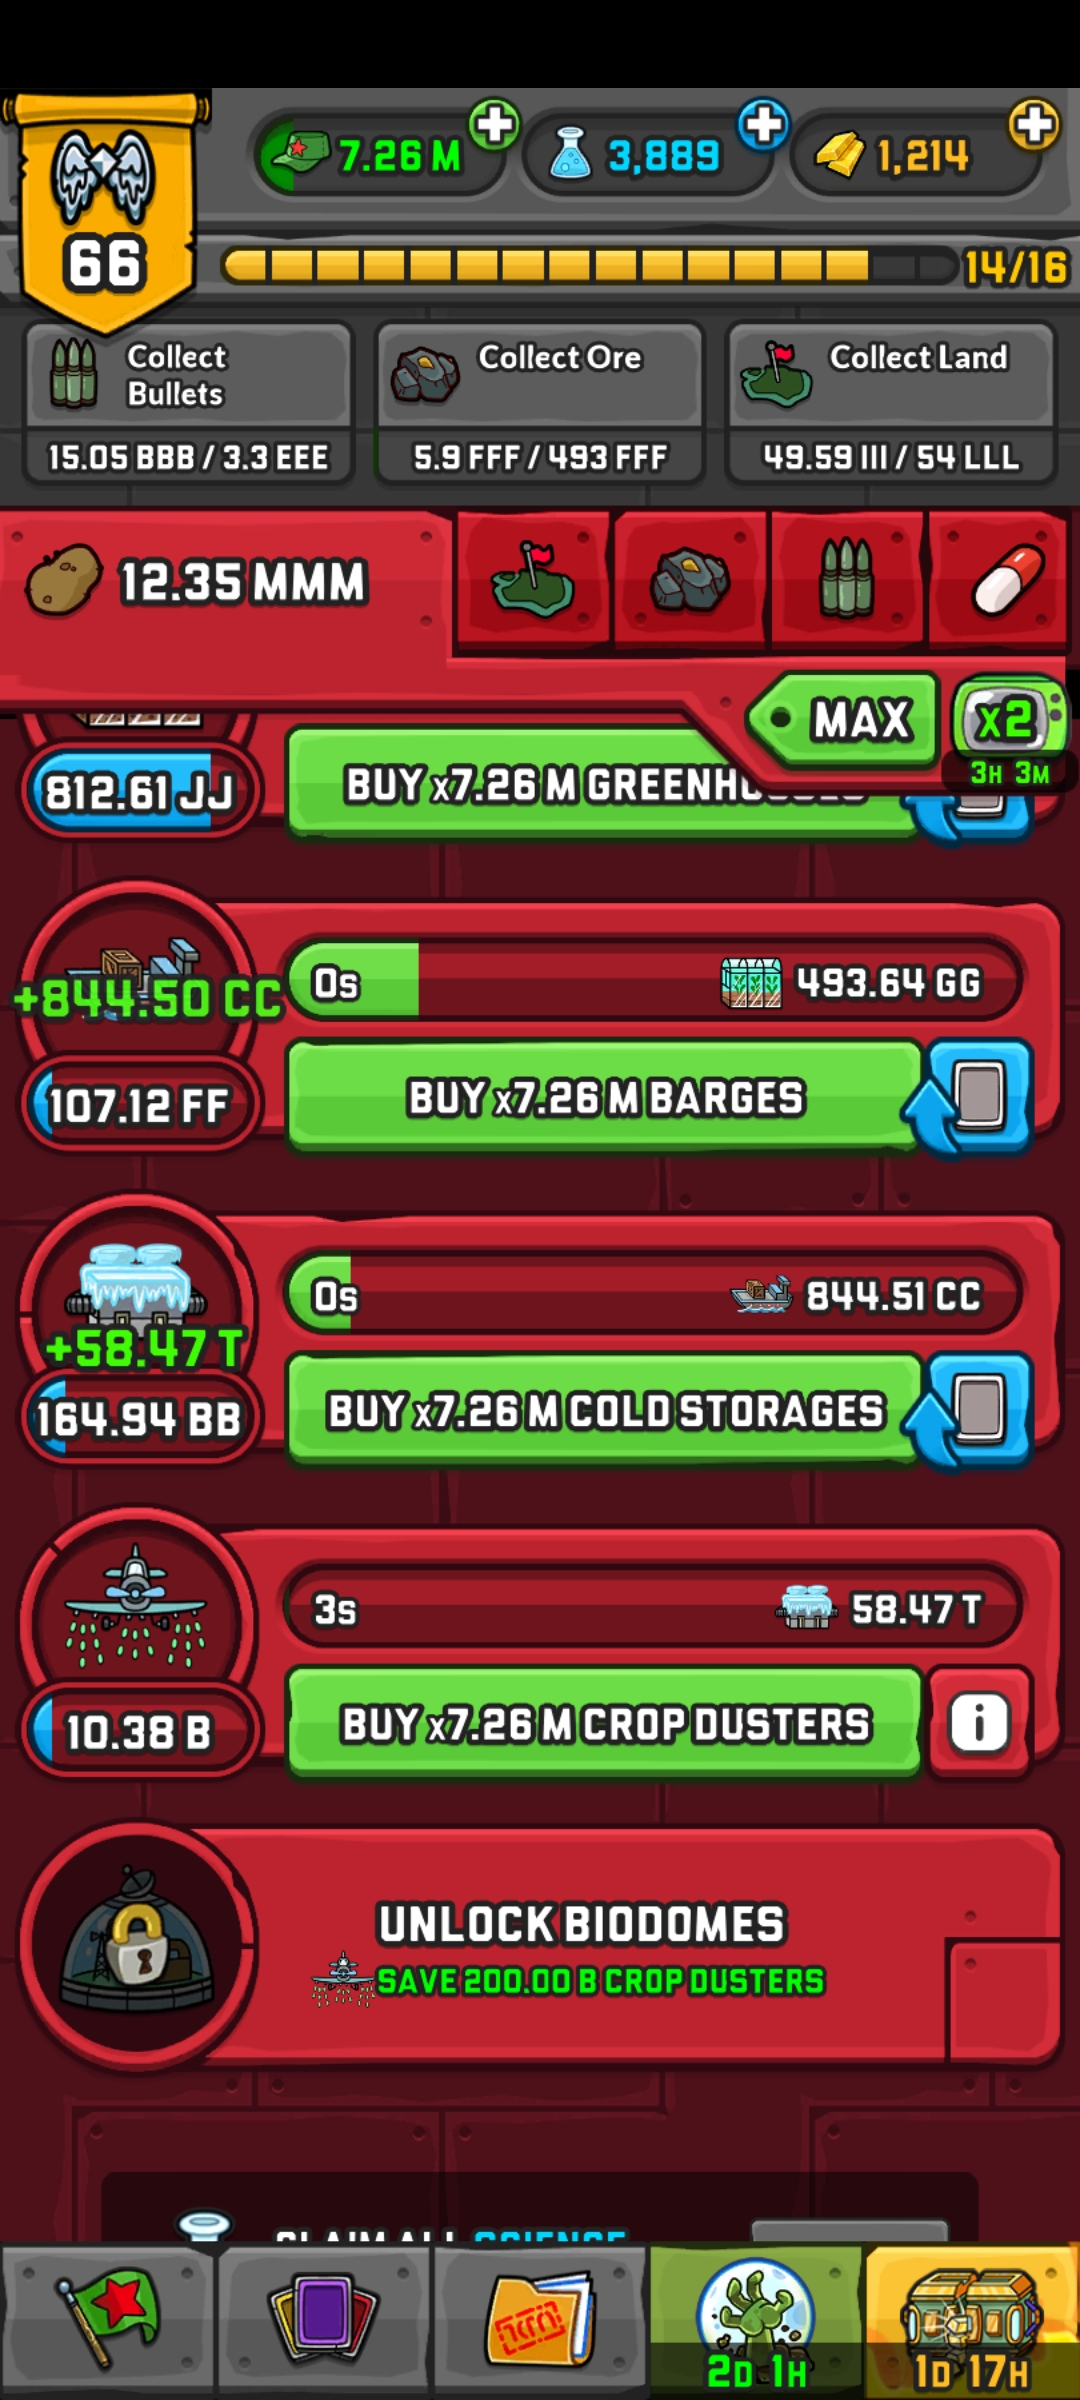 7.26 M
3,889
1,214
66
14/16
Collect
Bullets
15.05 BBB / 3.3 EEE
Collect Ore
5.9 FFF / 493 FFF
Collect Land
49.59 III / 54 LLL
12.35 MMM
MAX
x2
3H 3M
812.61 JJ
BUY x7.26 M GREENHOUSES
+844.50 CC
0s
493.64 GG
107.12 FF
BUY x7.26 M BARGES
0s
844.51 CC
+58.47 T
164.94 BB
BUY x7.26 M COLD STORAGES
3s
58.47 T
10.38 B
BUY x7.26 M CROP DUSTERS
i
UNLOCK BIODOMES
SAVE 200.00 B CROP DUSTERS
CLAIM ALL SCIENCE
2D 1H
1D 17H